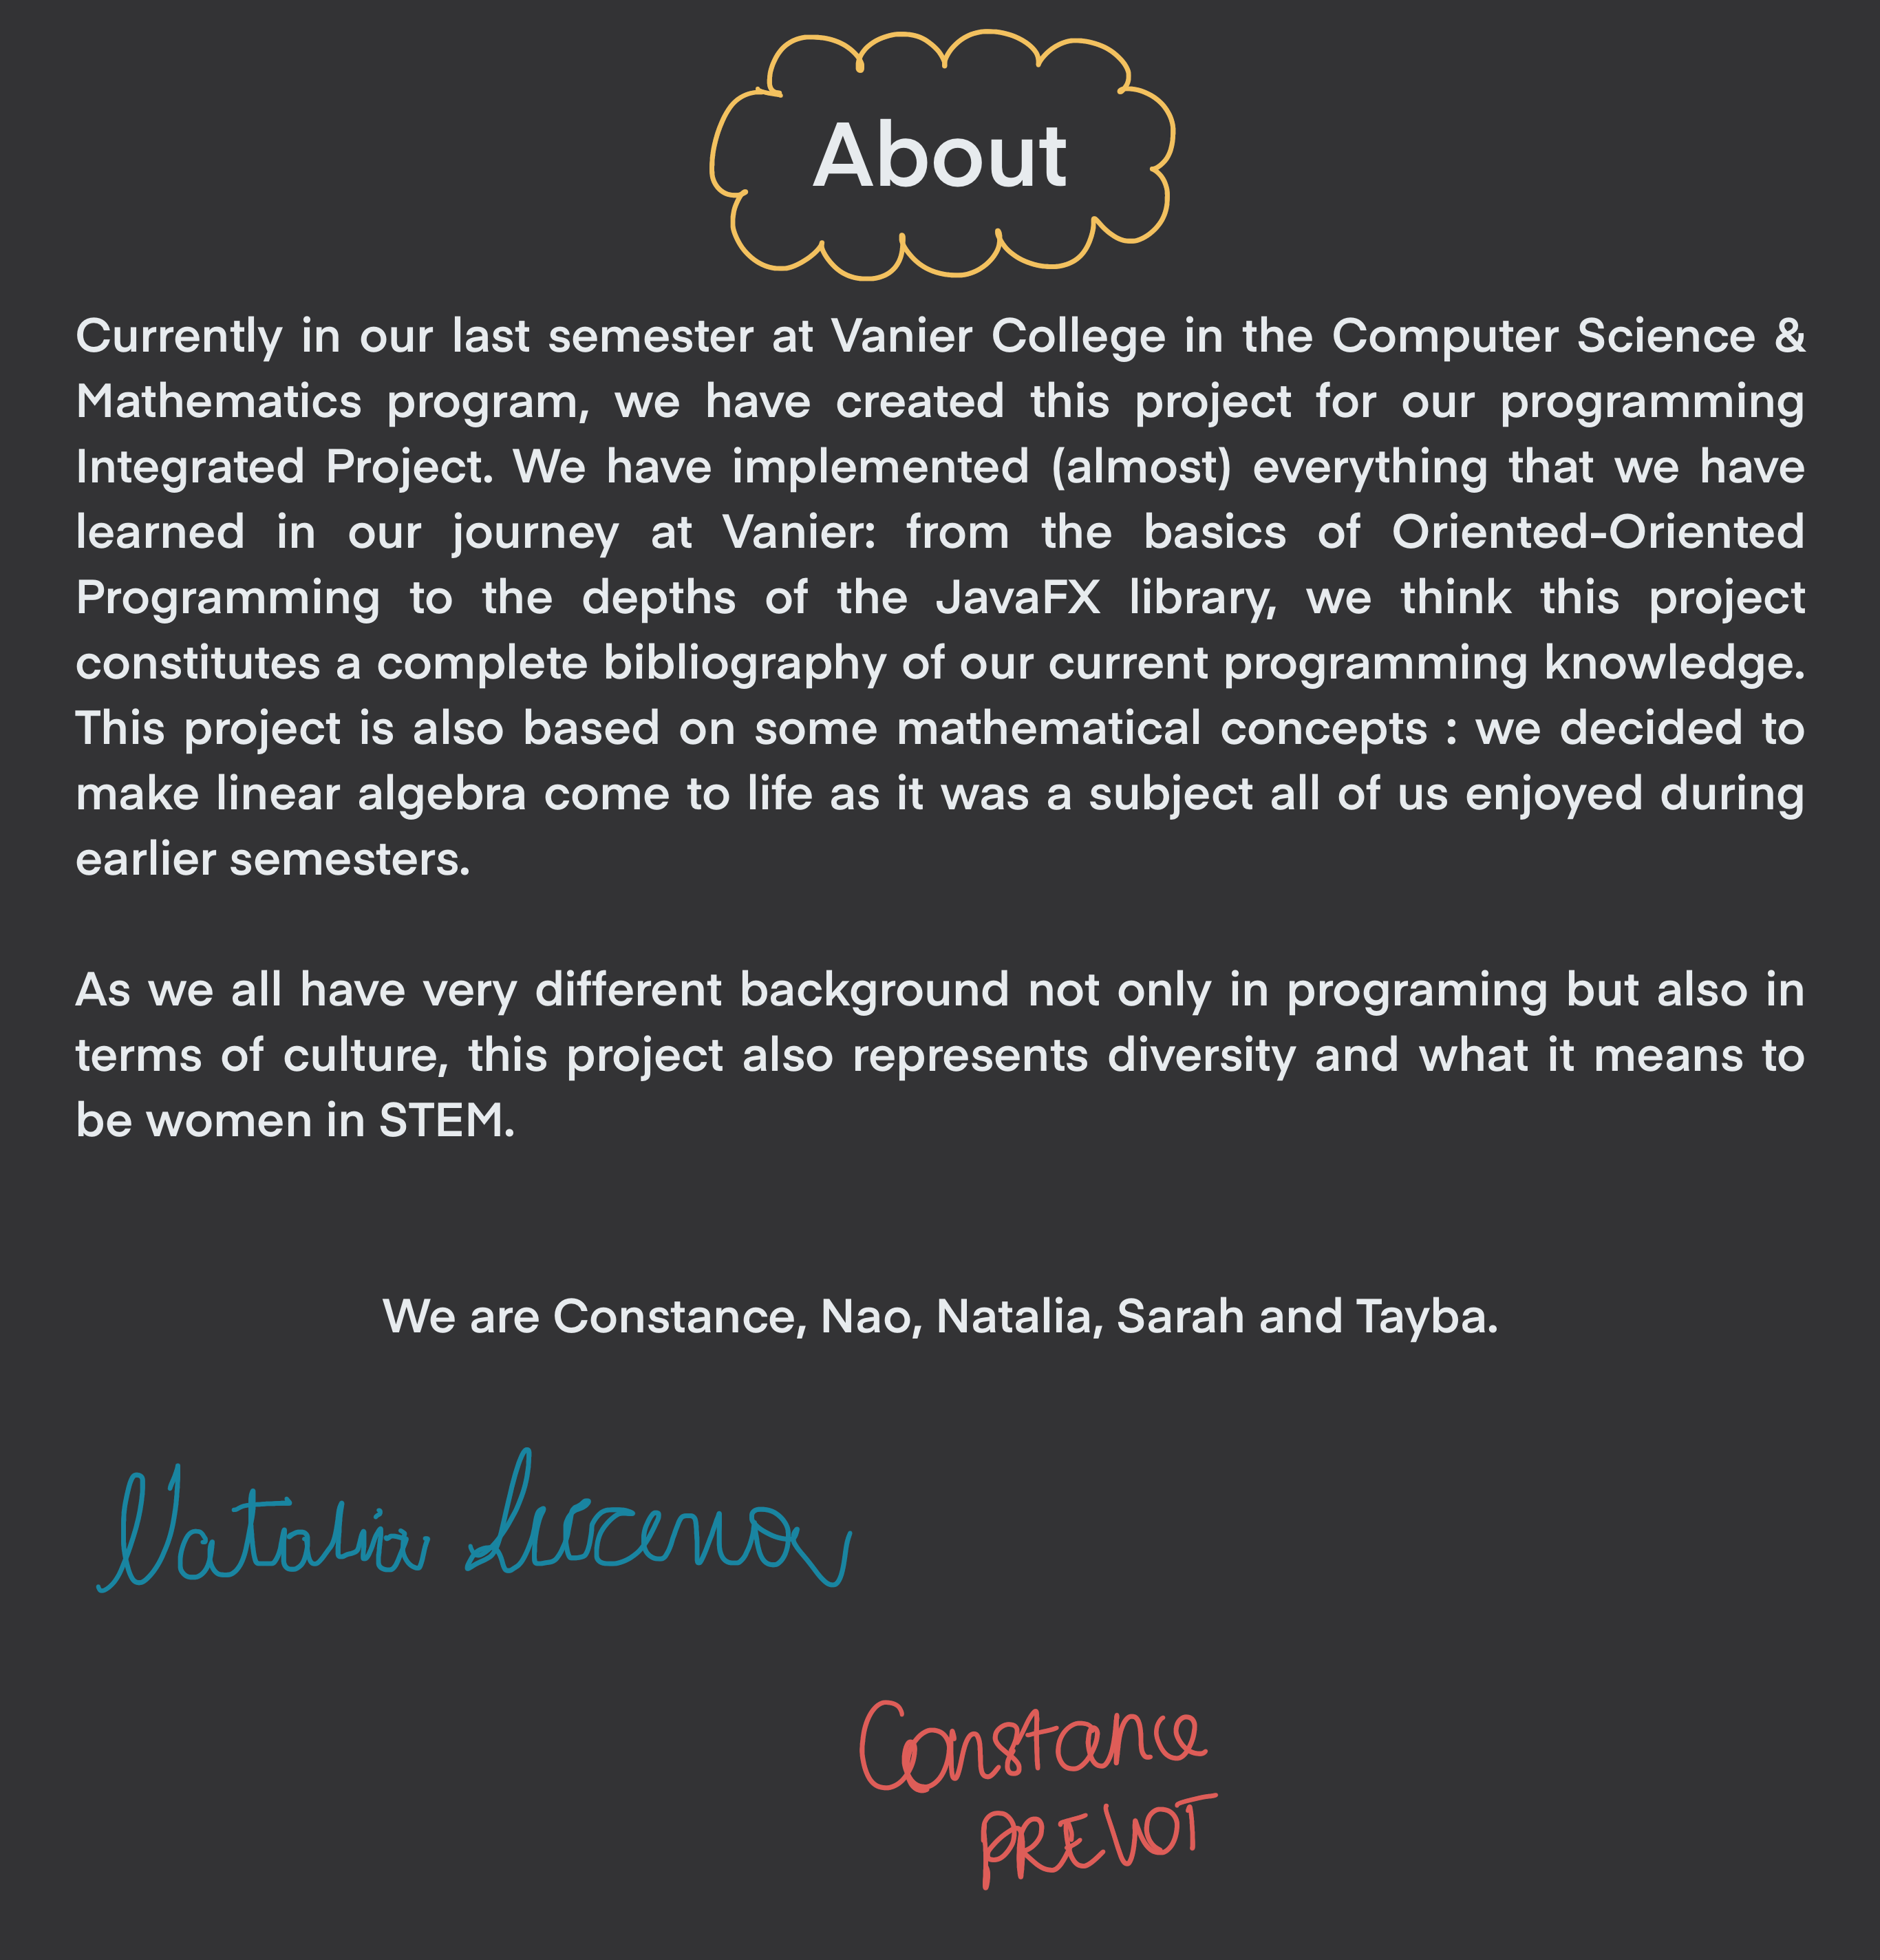 About
Currently in our last semester at Vanier College in the Computer Science &
Mathematics program, we have created this project for our programming
Integrated Project. We have implemented (almost) everything that we have
learned in our journey at Vanier: from the basics of Oriented-Oriented
Programming to the depths of the JavaFX library, we think this project
constitutes a complete bibliography of our current programming knowledge.
This project is also based on some mathematical concepts : we decided to
make linear algebra come to life as it was a subject all of us enjoyed during
earlier semesters.
As we all have very different background not only in programing but also in
terms of culture, this project also represents diversity and what it means to
be women in STEM.
We are Constance, Nao, Natalia, Sarah and Tayba.
Natalia
Constance
PREVOT